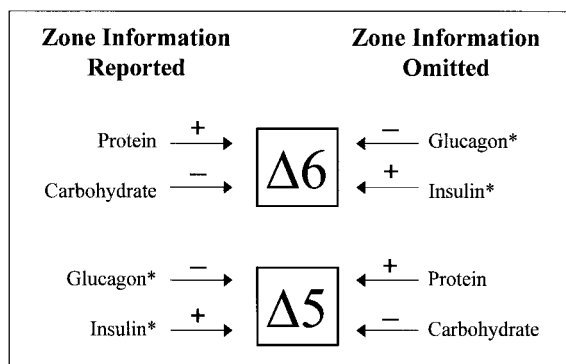 Zone Information
Reported
Zone Information
Omitted
Protein
+
Carbohydrate
−
Δ6
−
Glucagon*
+
Insulin*
Glucagon*
−
Insulin*
+
Δ5
+
Protein
−
Carbohydrate